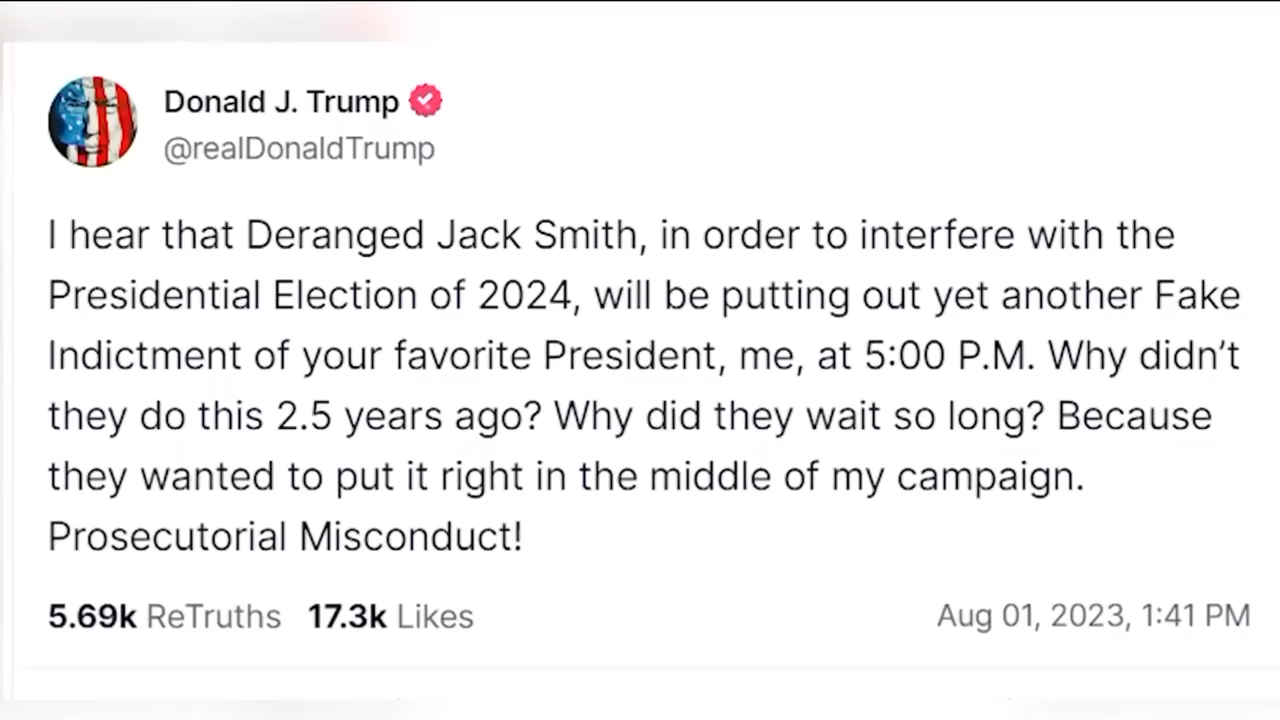 Donald J. Trump
@realDonaldTrump
I hear that Deranged Jack Smith, in order to interfere with the
Presidential Election of 2024, will be putting out yet another Fake
Indictment of your favorite President, me, at 5:00 P.M. Why didn’t
they do this 2.5 years ago? Why did they wait so long? Because
they wanted to put it right in the middle of my campaign.
Prosecutorial Misconduct!
5.69k ReTruths 17.3k Likes Aug 01, 2023, 1:41 PM